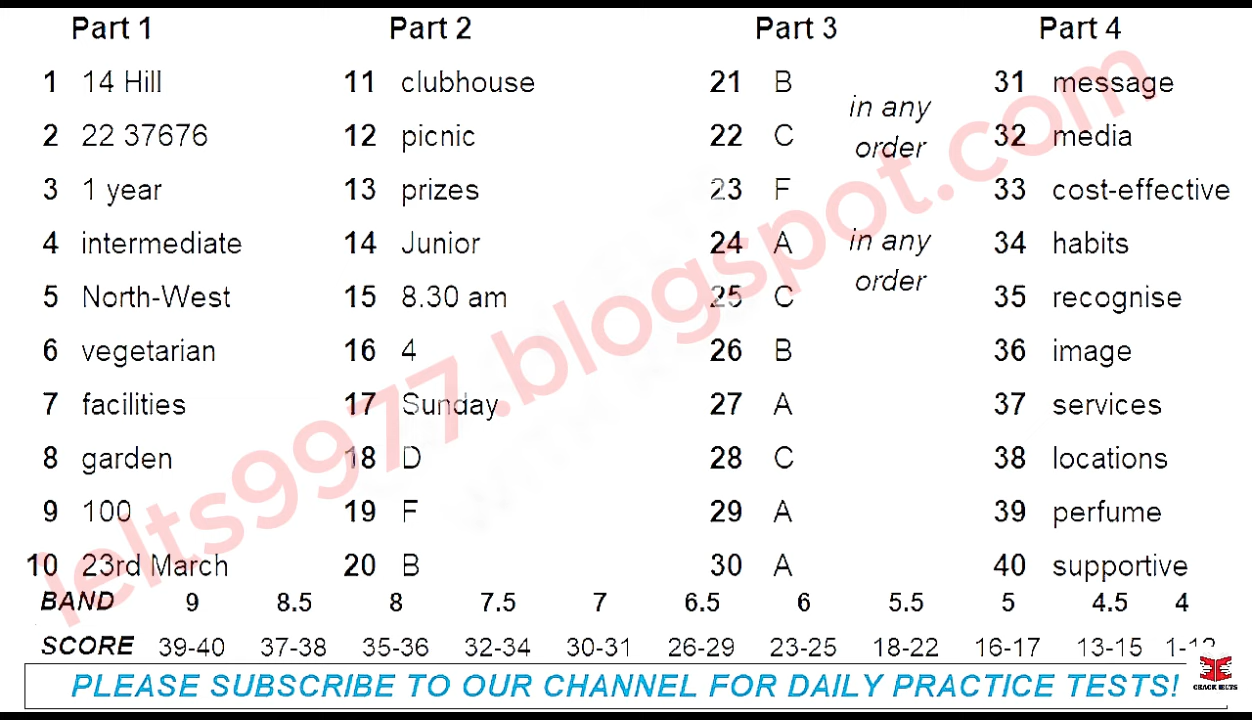 Part 1 Part 2 Part 3 Part 4
1 14 Hill 11 clubhouse 21 B 31 message
in any
2 22 37676 12 picnic 22 C 32 media
order
3 1 year 13 prizes 23 F 33 cost-effective
4 intermediate 14 Junior 24 A in any 34 habits
order
5 North-West 15 8.30 am 25 C 35 recognise
6 vegetarian 16 4 26 B 36 image
7 facilities 17 Sunday 27 A 37 services
8 garden 18 D 28 C 38 locations
9 100 19 F 29 A 39 perfume
10 23rd March 20 B 30 A 40 supportive
BAND 9 8.5 8 7.5 7 6.5 6 5.5 5 4.5 4
SCORE 39-40 37-38 35-36 32-34 30-31 26-29 23-25 18-22 16-17 13-15
PLEASE SUBSCRIBE TO OUR CHANNEL FOR DAILY PRACTICE TESTS!
CRACK IELTS
Ielts9977.blogspot.com